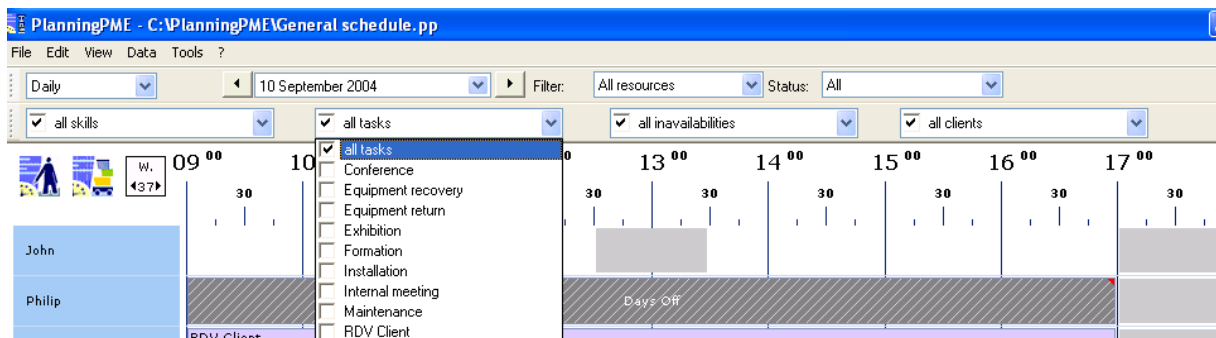 PlanningPME - C:\PlanningPME\General schedule.pp
File Edit View Data Tools ?
Daily 10 September 2004 Filter: All resources Status: All
all skills all tasks all inavailabilities all clients
W. 37 09 00 10 0 13 00 14 00 15 00 16 00 17 00
30 30 30 30 30 30 30
all tasks
Conference
Equipment recovery
Equipment return
Exhibition
John Formation
Installation
Internal meeting
Philip Days Off
Maintenance
RDV Client RDV Client